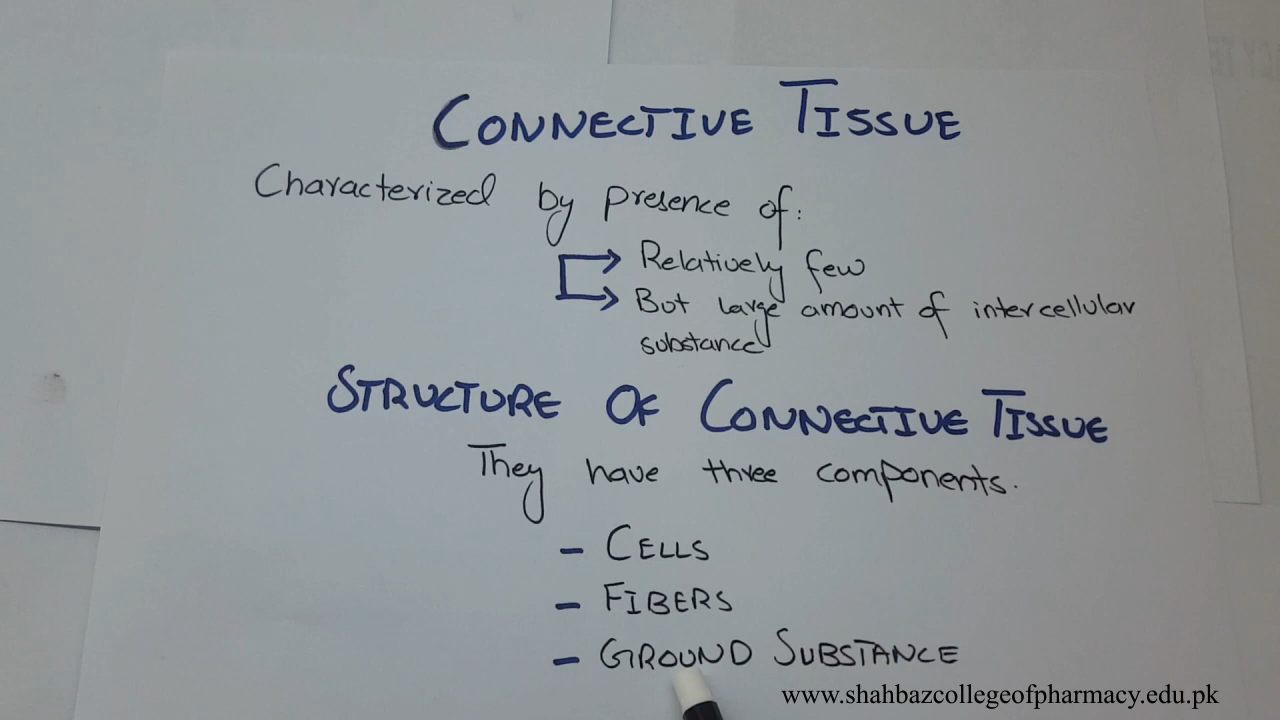 CONNECTIVE TISSUE
Characterized by presence of:
Relatively few
But large amount of intercellular
substance
STRUCTURE OF CONNECTIVE TISSUE
They have three components.
- CELLS
- FIBERS
- GROUND SUBSTANCE
www.shahbazcollegeofpharmacy.edu.pk